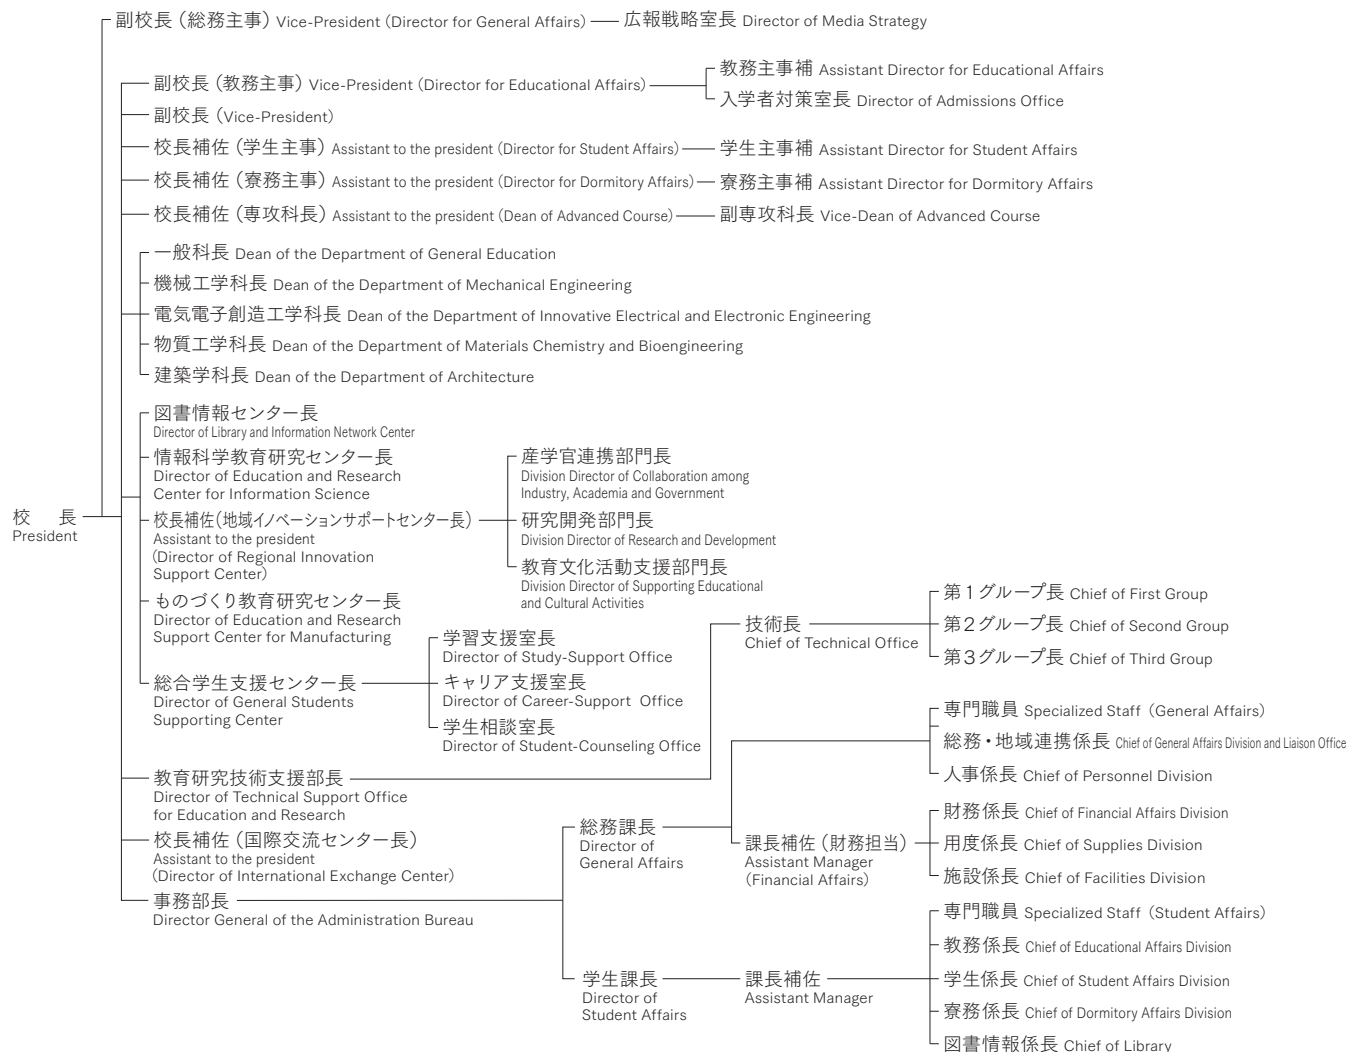 副校長（総務主事）Vice-President (Director for General Affairs)
広報戦略室長 Director of Media Strategy
副校長（教務主事）Vice-President (Director for Educational Affairs)
教務主事補 Assistant Director for Educational Affairs
入学者対策室長 Director of Admissions Office
副校長（Vice-President）
校長補佐（学生主事）Assistant to the president (Director for Student Affairs)
学生主事補 Assistant Director for Student Affairs
校長補佐（寮務主事）Assistant to the president (Director for Dormitory Affairs)
寮務主事補 Assistant Director for Dormitory Affairs
校長補佐（専攻科長）Assistant to the president (Dean of Advanced Course)
副専攻科長 Vice-Dean of Advanced Course
一般科長 Dean of the Department of General Education
機械工学科長 Dean of the Department of Mechanical Engineering
電気電子創造工学科長 Dean of the Department of Innovative Electrical and Electronic Engineering
物質工学科長 Dean of the Department of Materials Chemistry and Bioengineering
建築学科長 Dean of the Department of Architecture
校　長
President
図書情報センター長
Director of Library and Information Network Center
情報科学教育研究センター長
Director of Education and Research
Center for Information Science
校長補佐（地域イノベーションサポートセンター長）
Assistant to the president
(Director of Regional Innovation
Support Center)
産学官連携部門長
Division Director of Collaboration among
Industry, Academia and Government
研究開発部門長
Division Director of Research and Development
教育文化活動支援部門長
Division Director of Supporting Educational
and Cultural Activities
ものづくり教育研究センター長
Director of Education and Research
Support Center for Manufacturing
総合学生支援センター長
Director of General Students
Supporting Center
学習支援室長
Director of Study-Support Office
キャリア支援室長
Director of Career-Support Office
学生相談室長
Director of Student-Counseling Office
教育研究技術支援部長
Director of Technical Support Office
for Education and Research
技術長
Chief of Technical Office
第１グループ長 Chief of First Group
第２グループ長 Chief of Second Group
第３グループ長 Chief of Third Group
校長補佐（国際交流センター長）
Assistant to the president
(Director of International Exchange Center)
事務部長
Director General of the Administration Bureau
総務課長
Director of
General Affairs
専門職員 Specialized Staff (General Affairs)
総務・地域連携係長 Chief of General Affairs Division and Liaison Office
人事係長 Chief of Personnel Division
課長補佐（財務担当）
Assistant Manager
(Financial Affairs)
財務係長 Chief of Financial Affairs Division
用度係長 Chief of Supplies Division
施設係長 Chief of Facilities Division
学生課長
Director of
Student Affairs
課長補佐
Assistant Manager
専門職員 Specialized Staff (Student Affairs)
教務係長 Chief of Educational Affairs Division
学生係長 Chief of Student Affairs Division
寮務係長 Chief of Dormitory Affairs Division
図書情報係長 Chief of Library